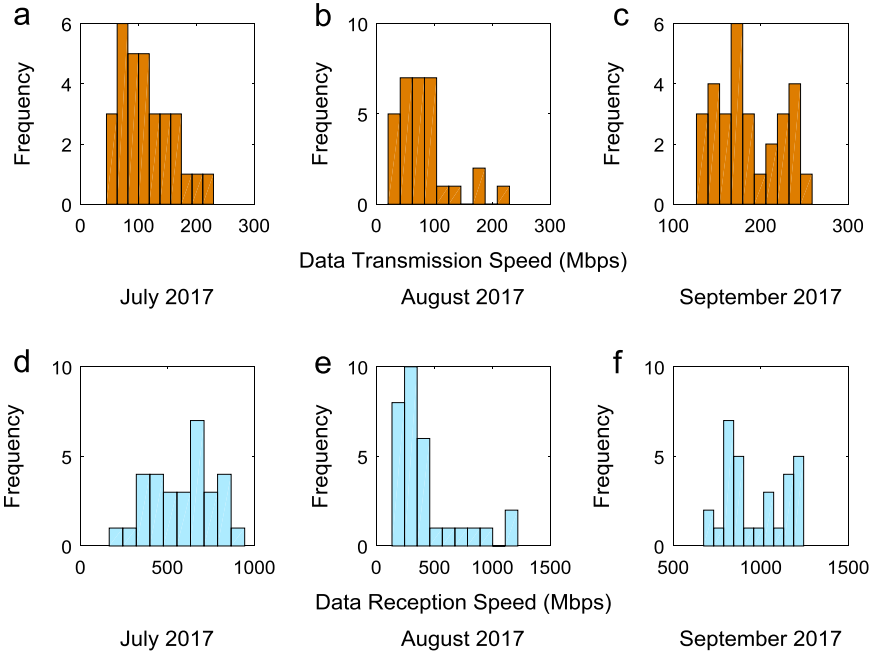 a
b
c
6
4
2
0
Frequency
0 100 200 300
10
5
0
Frequency
0 100 200 300
6
4
2
0
Frequency
100 200 300
Data Transmission Speed (Mbps)
July 2017
August 2017
September 2017
d
e
f
10
5
0
Frequency
0 500 1000
10
5
0
Frequency
0 500 1000 1500
10
5
0
Frequency
500 1000 1500
Data Reception Speed (Mbps)
July 2017
August 2017
September 2017